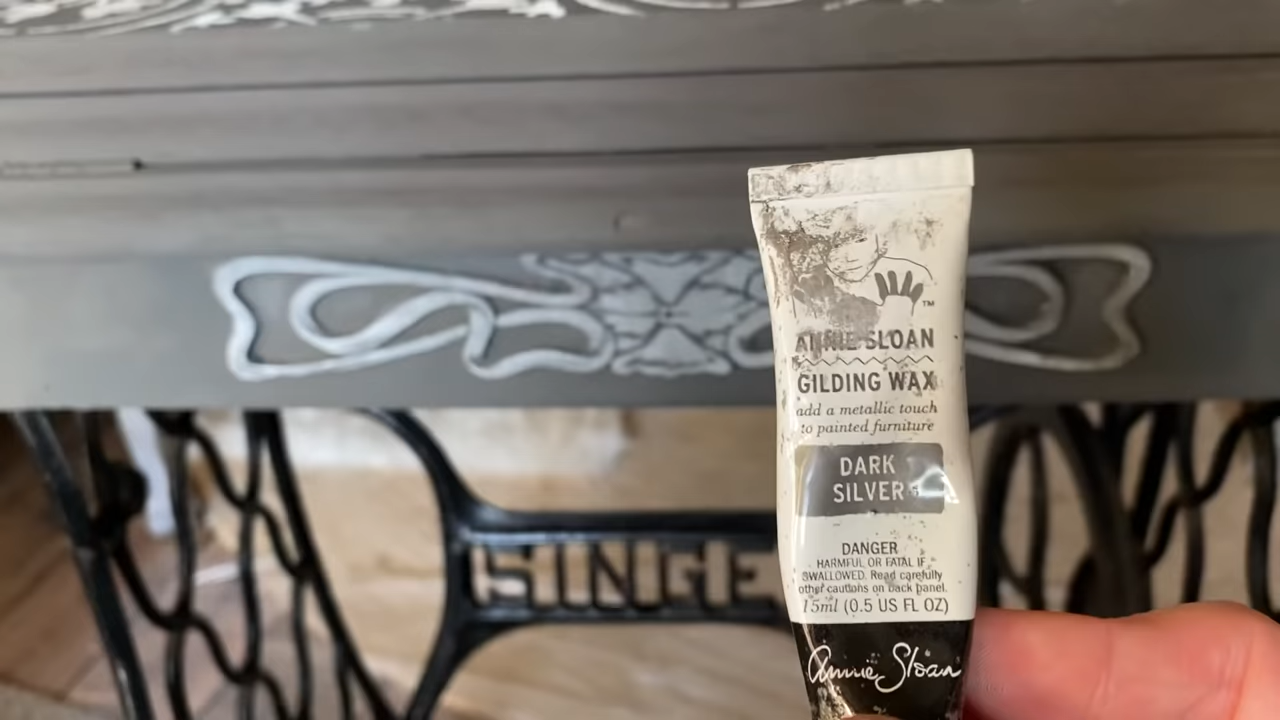 ™
ANNIE SLOAN
GILDING WAX
add a metallic touch
to painted furniture
DARK
SILVER
DANGER
HARMFUL OR FATAL IF
SWALLOWED. Read carefully
other cautions on back panel.
15ml (0.5 US FL OZ)
Annie Sloan
SINGE